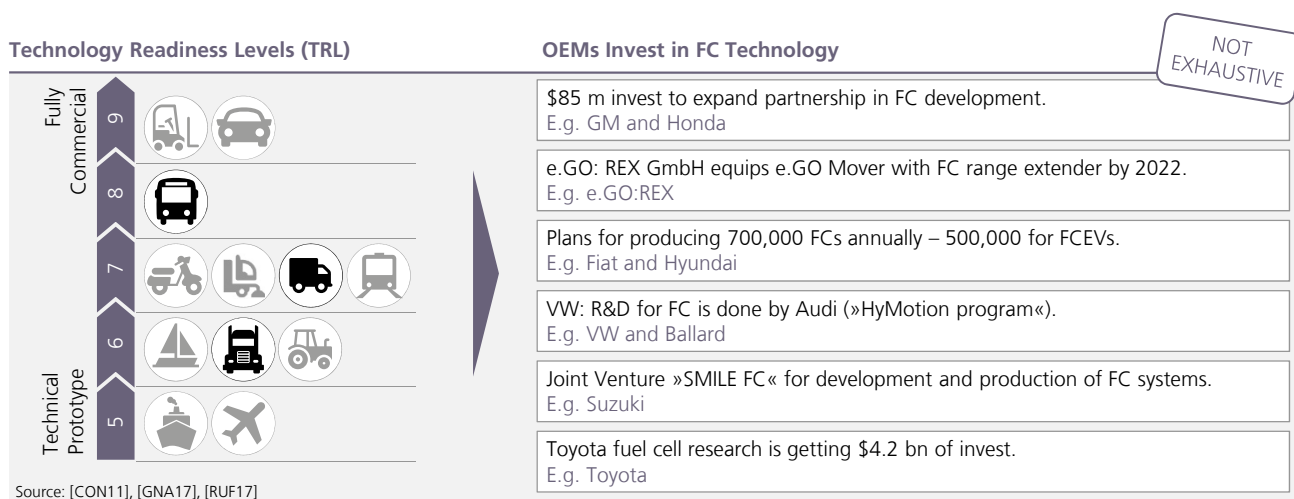 Technology Readiness Levels (TRL)
OEMs Invest in FC Technology
NOT
EXHAUSTIVE
Fully
Commercial
9
8
7
6
5
Technical
Prototype
$85 m invest to expand partnership in FC development.
E.g. GM and Honda
e.GO: REX GmbH equips e.GO Mover with FC range extender by 2022.
E.g. e.GO:REX
Plans for producing 700,000 FCs annually – 500,000 for FCEVs.
E.g. Fiat and Hyundai
VW: R&D for FC is done by Audi (»HyMotion program«).
E.g. VW and Ballard
Joint Venture »SMILE FC« for development and production of FC systems.
E.g. Suzuki
Toyota fuel cell research is getting $4.2 bn of invest.
E.g. Toyota
Source: [CON11], [GNA17], [RUF17]